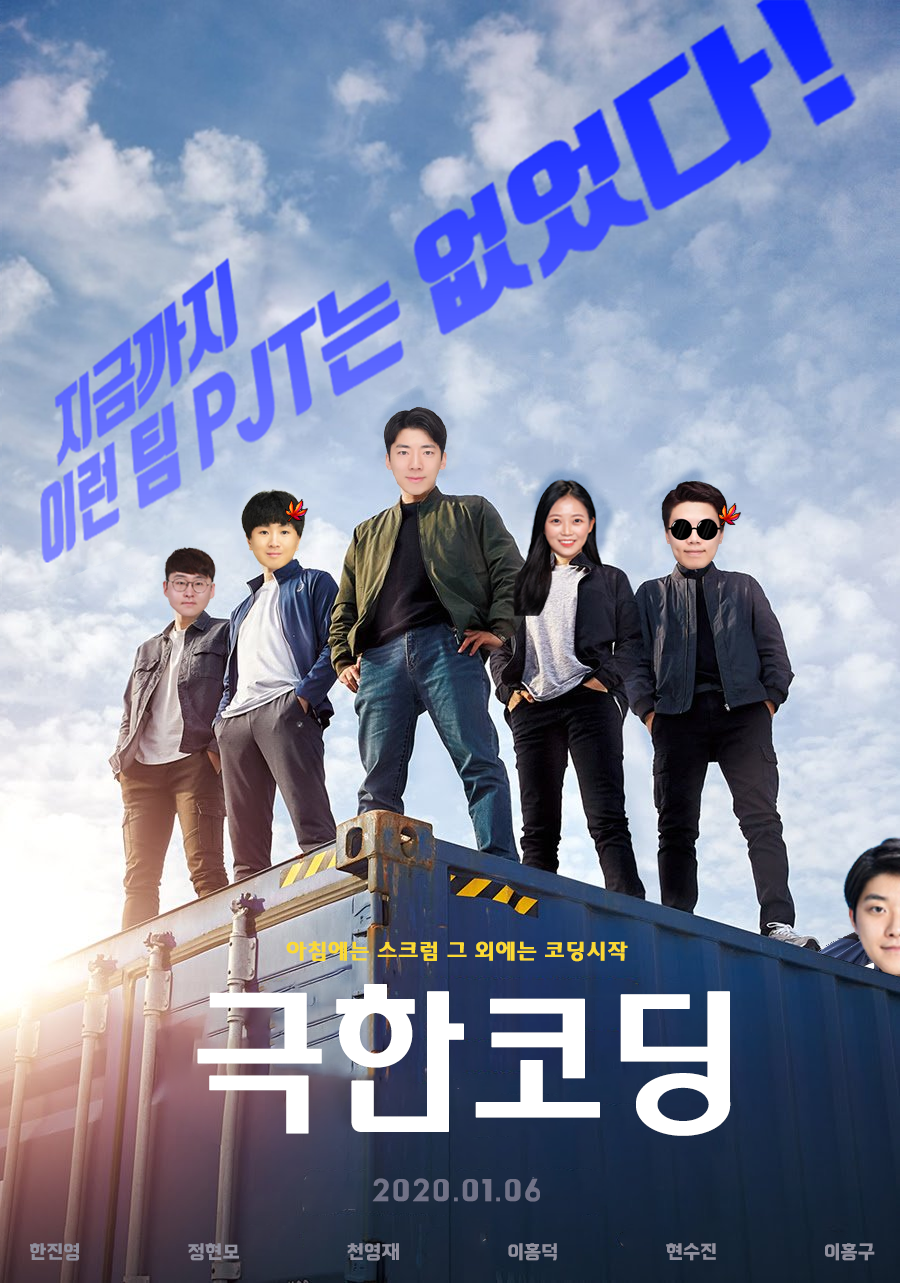 지금까지
이런 팀 PJT는 없었다!
아침에는 스크럼 그 외에는 코딩시작
극한코딩
2020.01.06
한진영 정현모 천영재 이홍덕 현수진 이홍구